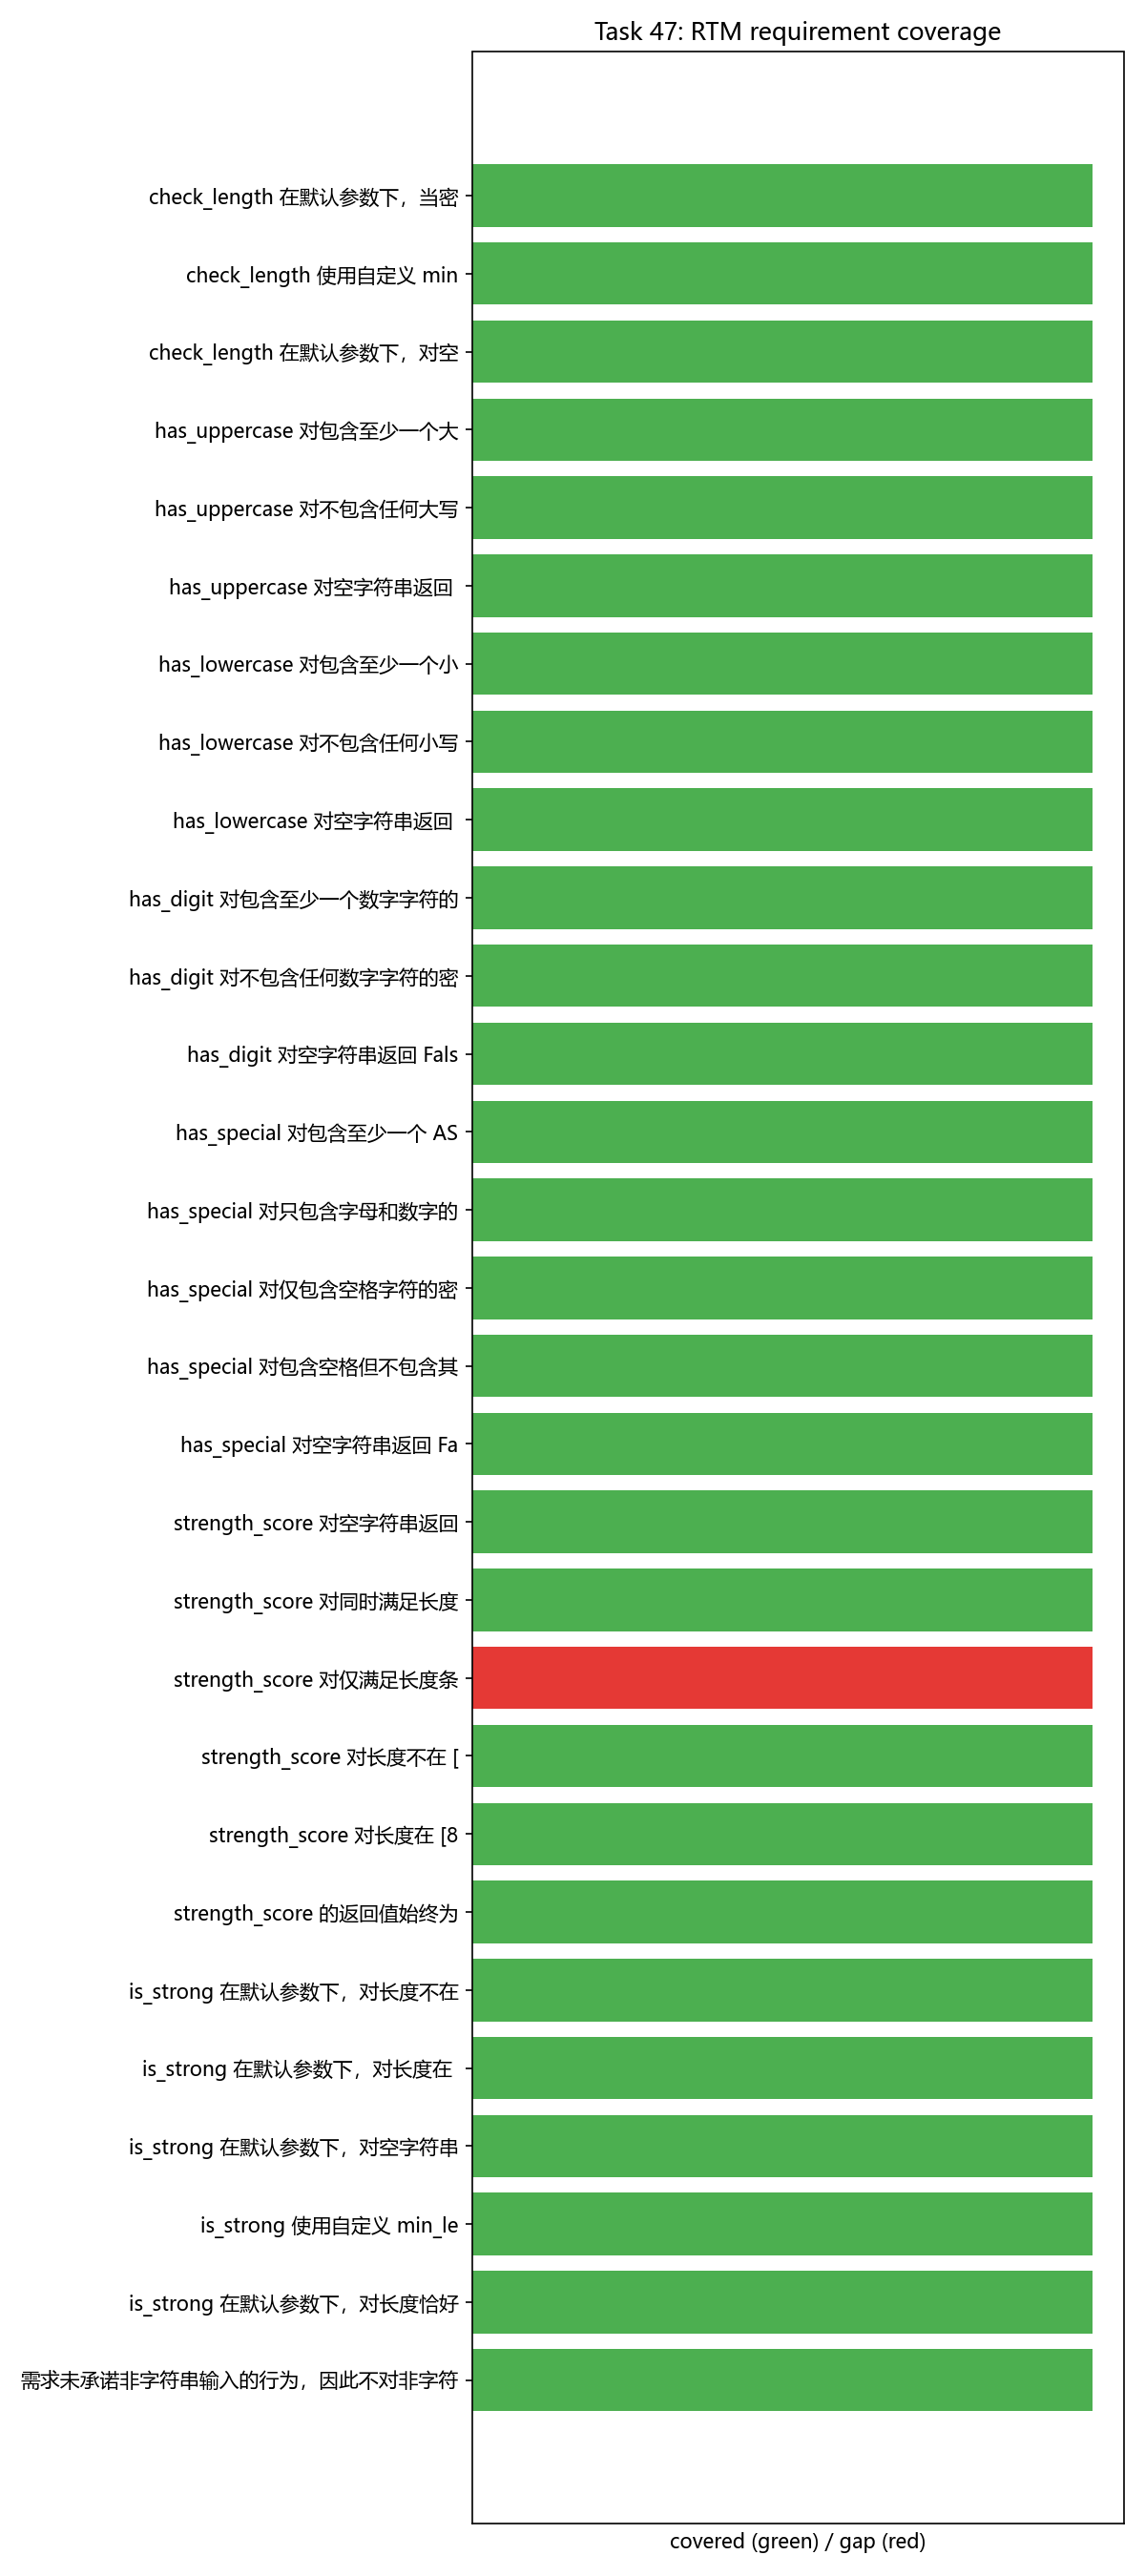 Task 47: RTM requirement coverage
check_length 在默认参数下，当密
check_length 使用自定义 min
check_length 在默认参数下，对空
has_uppercase 对包含至少一个大
has_uppercase 对不包含任何大写
has_uppercase 对空字符串返回
has_lowercase 对包含至少一个小
has_lowercase 对不包含任何小写
has_lowercase 对空字符串返回
has_digit 对包含至少一个数字字符的
has_digit 对不包含任何数字字符的密
has_digit 对空字符串返回 Fals
has_special 对包含至少一个 AS
has_special 对只包含字母和数字的
has_special 对仅包含空格字符的密
has_special 对包含空格但不包含其
has_special 对空字符串返回 Fa
strength_score 对空字符串返回
strength_score 对同时满足长度
strength_score 对仅满足长度条
strength_score 对长度不在 [
strength_score 对长度在 [8
strength_score 的返回值始终为
is_strong 在默认参数下，对长度不在
is_strong 在默认参数下，对长度在
is_strong 在默认参数下，对空字符串
is_strong 使用自定义 min_le
is_strong 在默认参数下，对长度恰好
需求未承诺非字符串输入的行为，因此不对非字符
covered (green) / gap (red)